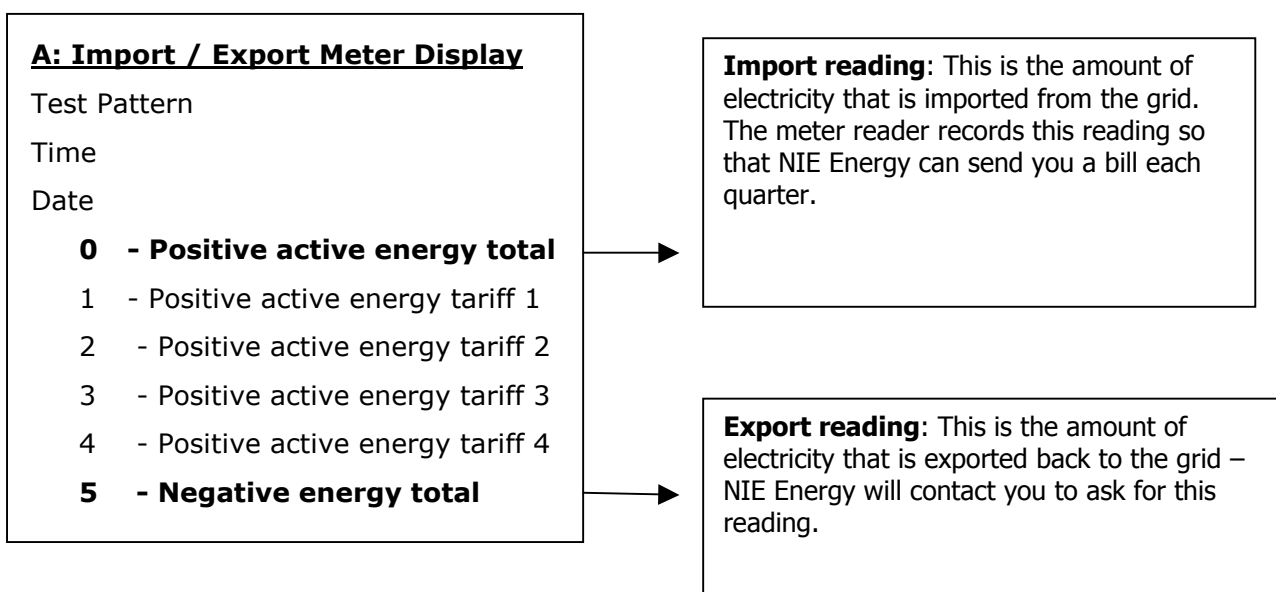 A: Import / Export Meter Display
Test Pattern
Time
Date
0 - Positive active energy total
1 - Positive active energy tariff 1
2 - Positive active energy tariff 2
3 - Positive active energy tariff 3
4 - Positive active energy tariff 4
5 - Negative energy total
Import reading: This is the amount of
electricity that is imported from the grid.
The meter reader records this reading so
that NIE Energy can send you a bill each
quarter.
Export reading: This is the amount of
electricity that is exported back to the grid –
NIE Energy will contact you to ask for this
reading.